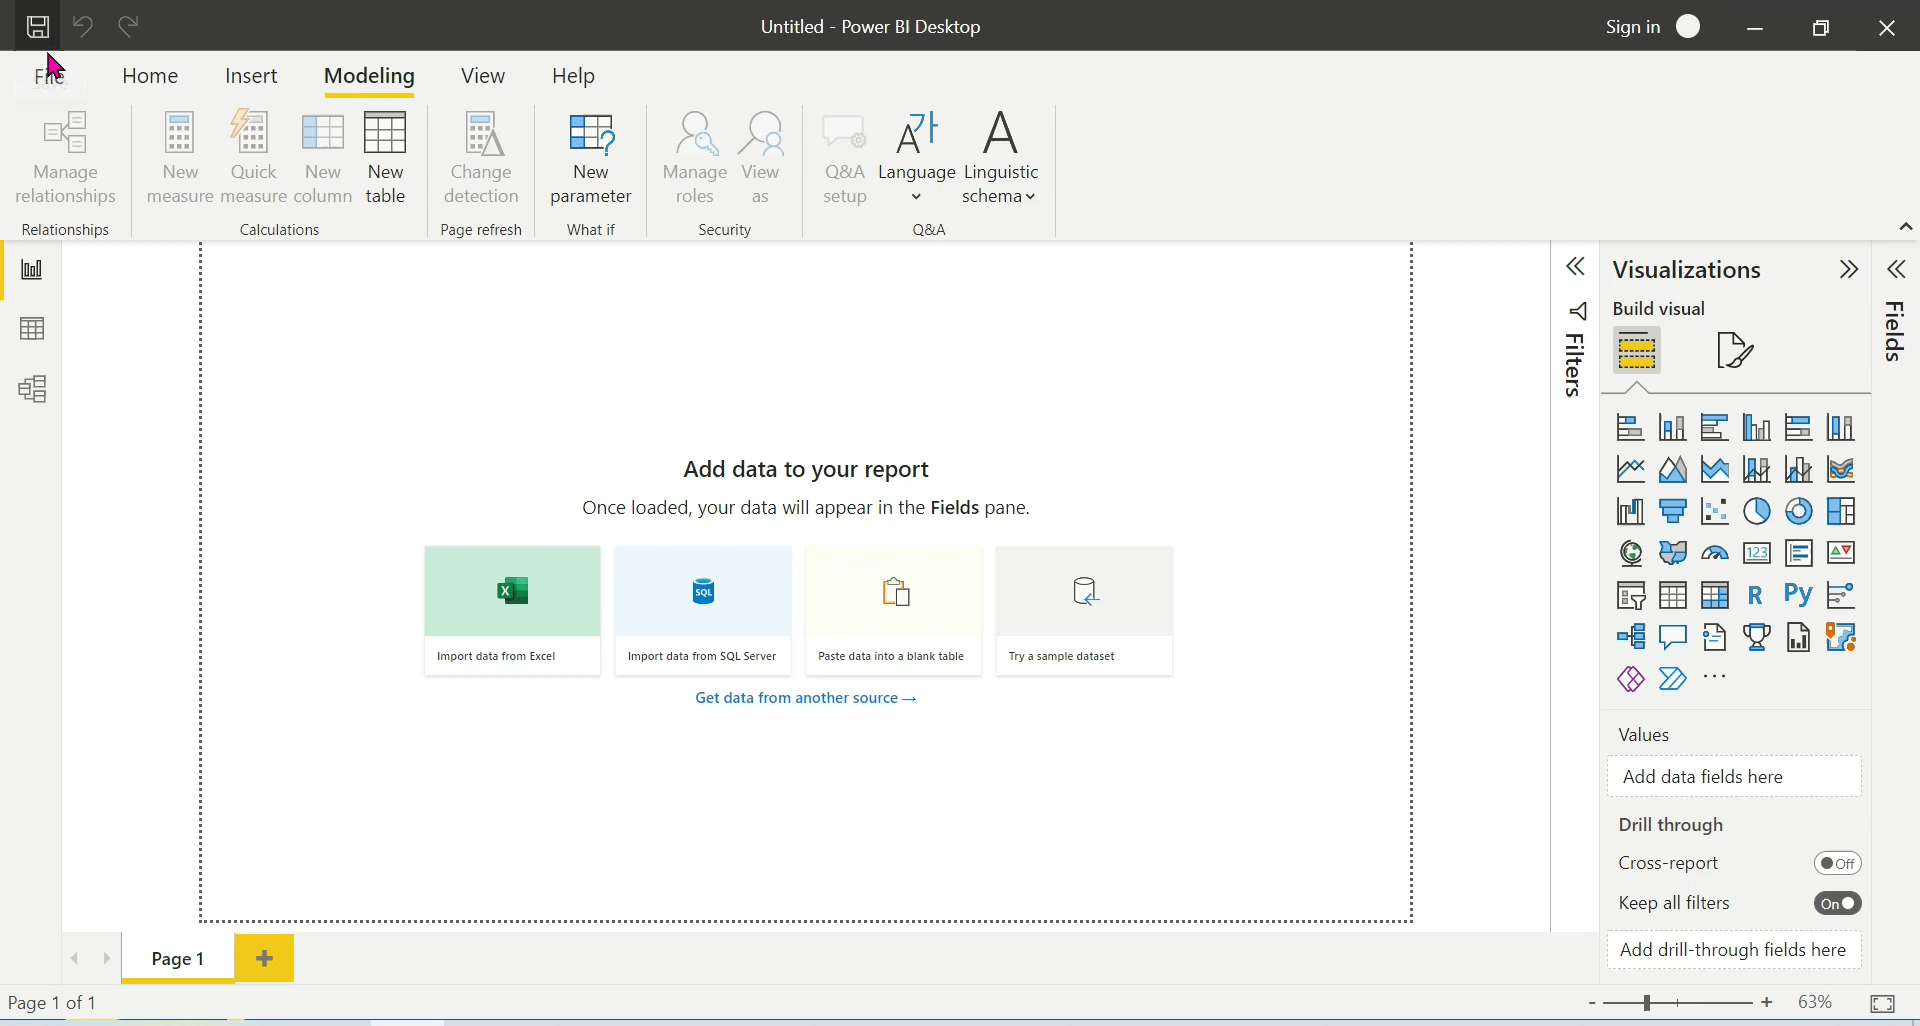 Untitled - Power BI Desktop
Sign in
File
Home
Insert
Modeling
View
Help
Manage
relationships
New
measure
Quick
measure
New
column
New
table
Change
detection
New
parameter
Manage
roles
View
as
Q&A
setup
Language
Linguistic
schema
Relationships
Calculations
Page refresh
What if
Security
Q&A
Filters
Visualizations
Build visual
Fields
Add data to your report
Once loaded, your data will appear in the Fields pane.
SQL
Import data from Excel
Import data from SQL Server
Paste data into a blank table
Try a sample dataset
Get data from another source →
123
R
Py
Values
Add data fields here
Drill through
Cross-report
Off
Keep all filters
On
Add drill-through fields here
Page 1
+
Page 1 of 1
- +
63%